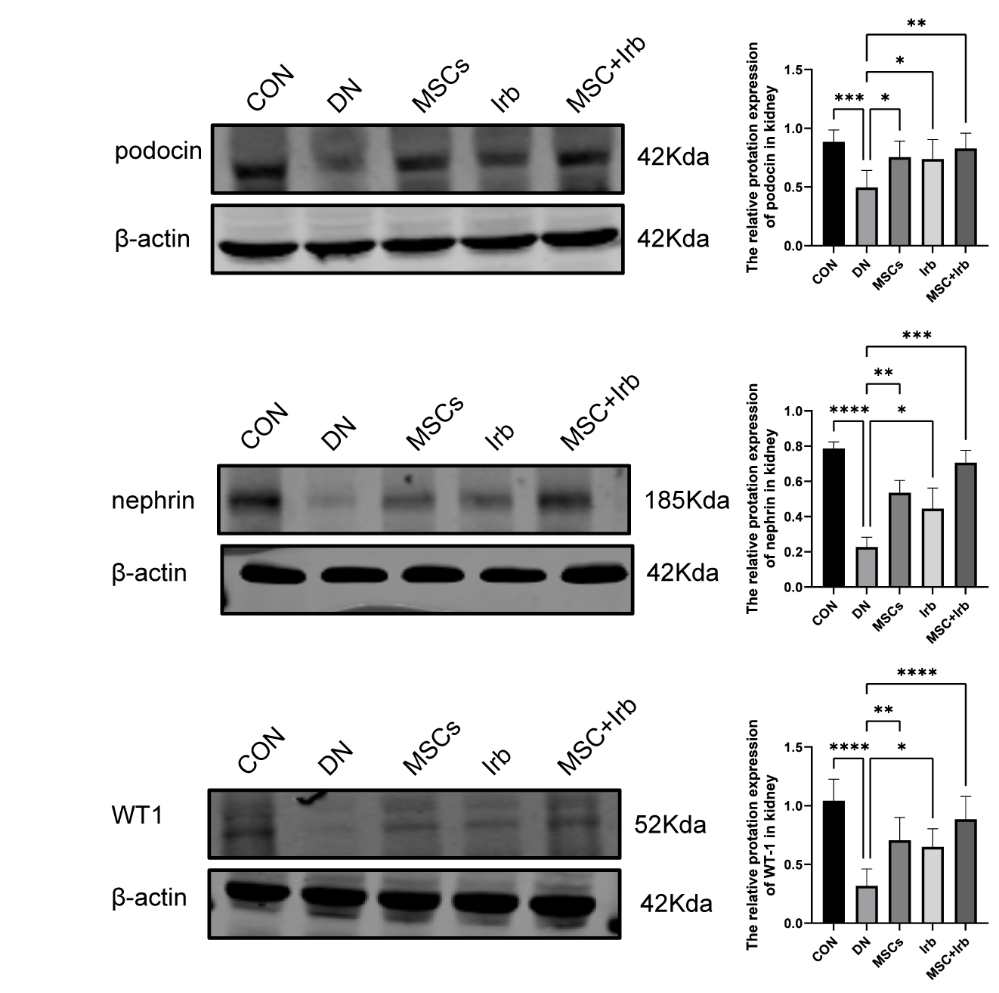 CON DN MSCs Irb MSC+Irb
podocin 42Kda
β-actin 42Kda
**
*
*** *
The relative protation expression
of podocin in kidney
1.5
1.0
0.5
0.0
CON DN MSCs Irb MSC+Irb
CON DN MSCs Irb MSC+Irb
nephrin 185Kda
β-actin 42Kda
***
**
**** *
The relative protation expression
of nephrin in kidney
1.0
0.8
0.6
0.4
0.2
0.0
CON DN MSCs Irb MSC+Irb
CON DN MSCs Irb MSC+Irb
WT1 52Kda
β-actin 42Kda
****
**
**** *
The relative protation expression
of WT-1 in kidney
1.5
1.0
0.5
0.0
CON DN MSCs Irb MSC+Irb